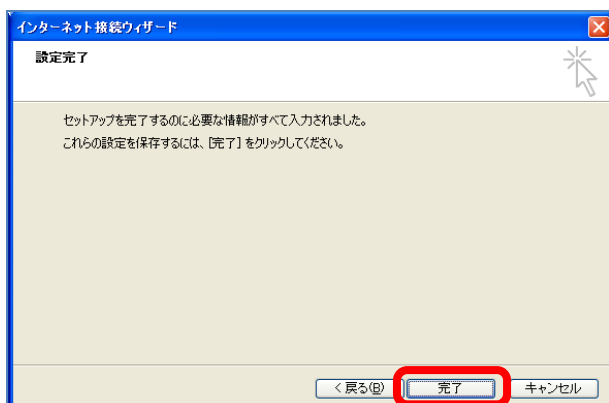 インターネット接続ウィザード
設定完了
セットアップを完了するのに必要な情報がすべて入力されました。
これらの設定を保存するには、[完了] をクリックしてください。
< 戻る(B)
完了
キャンセル